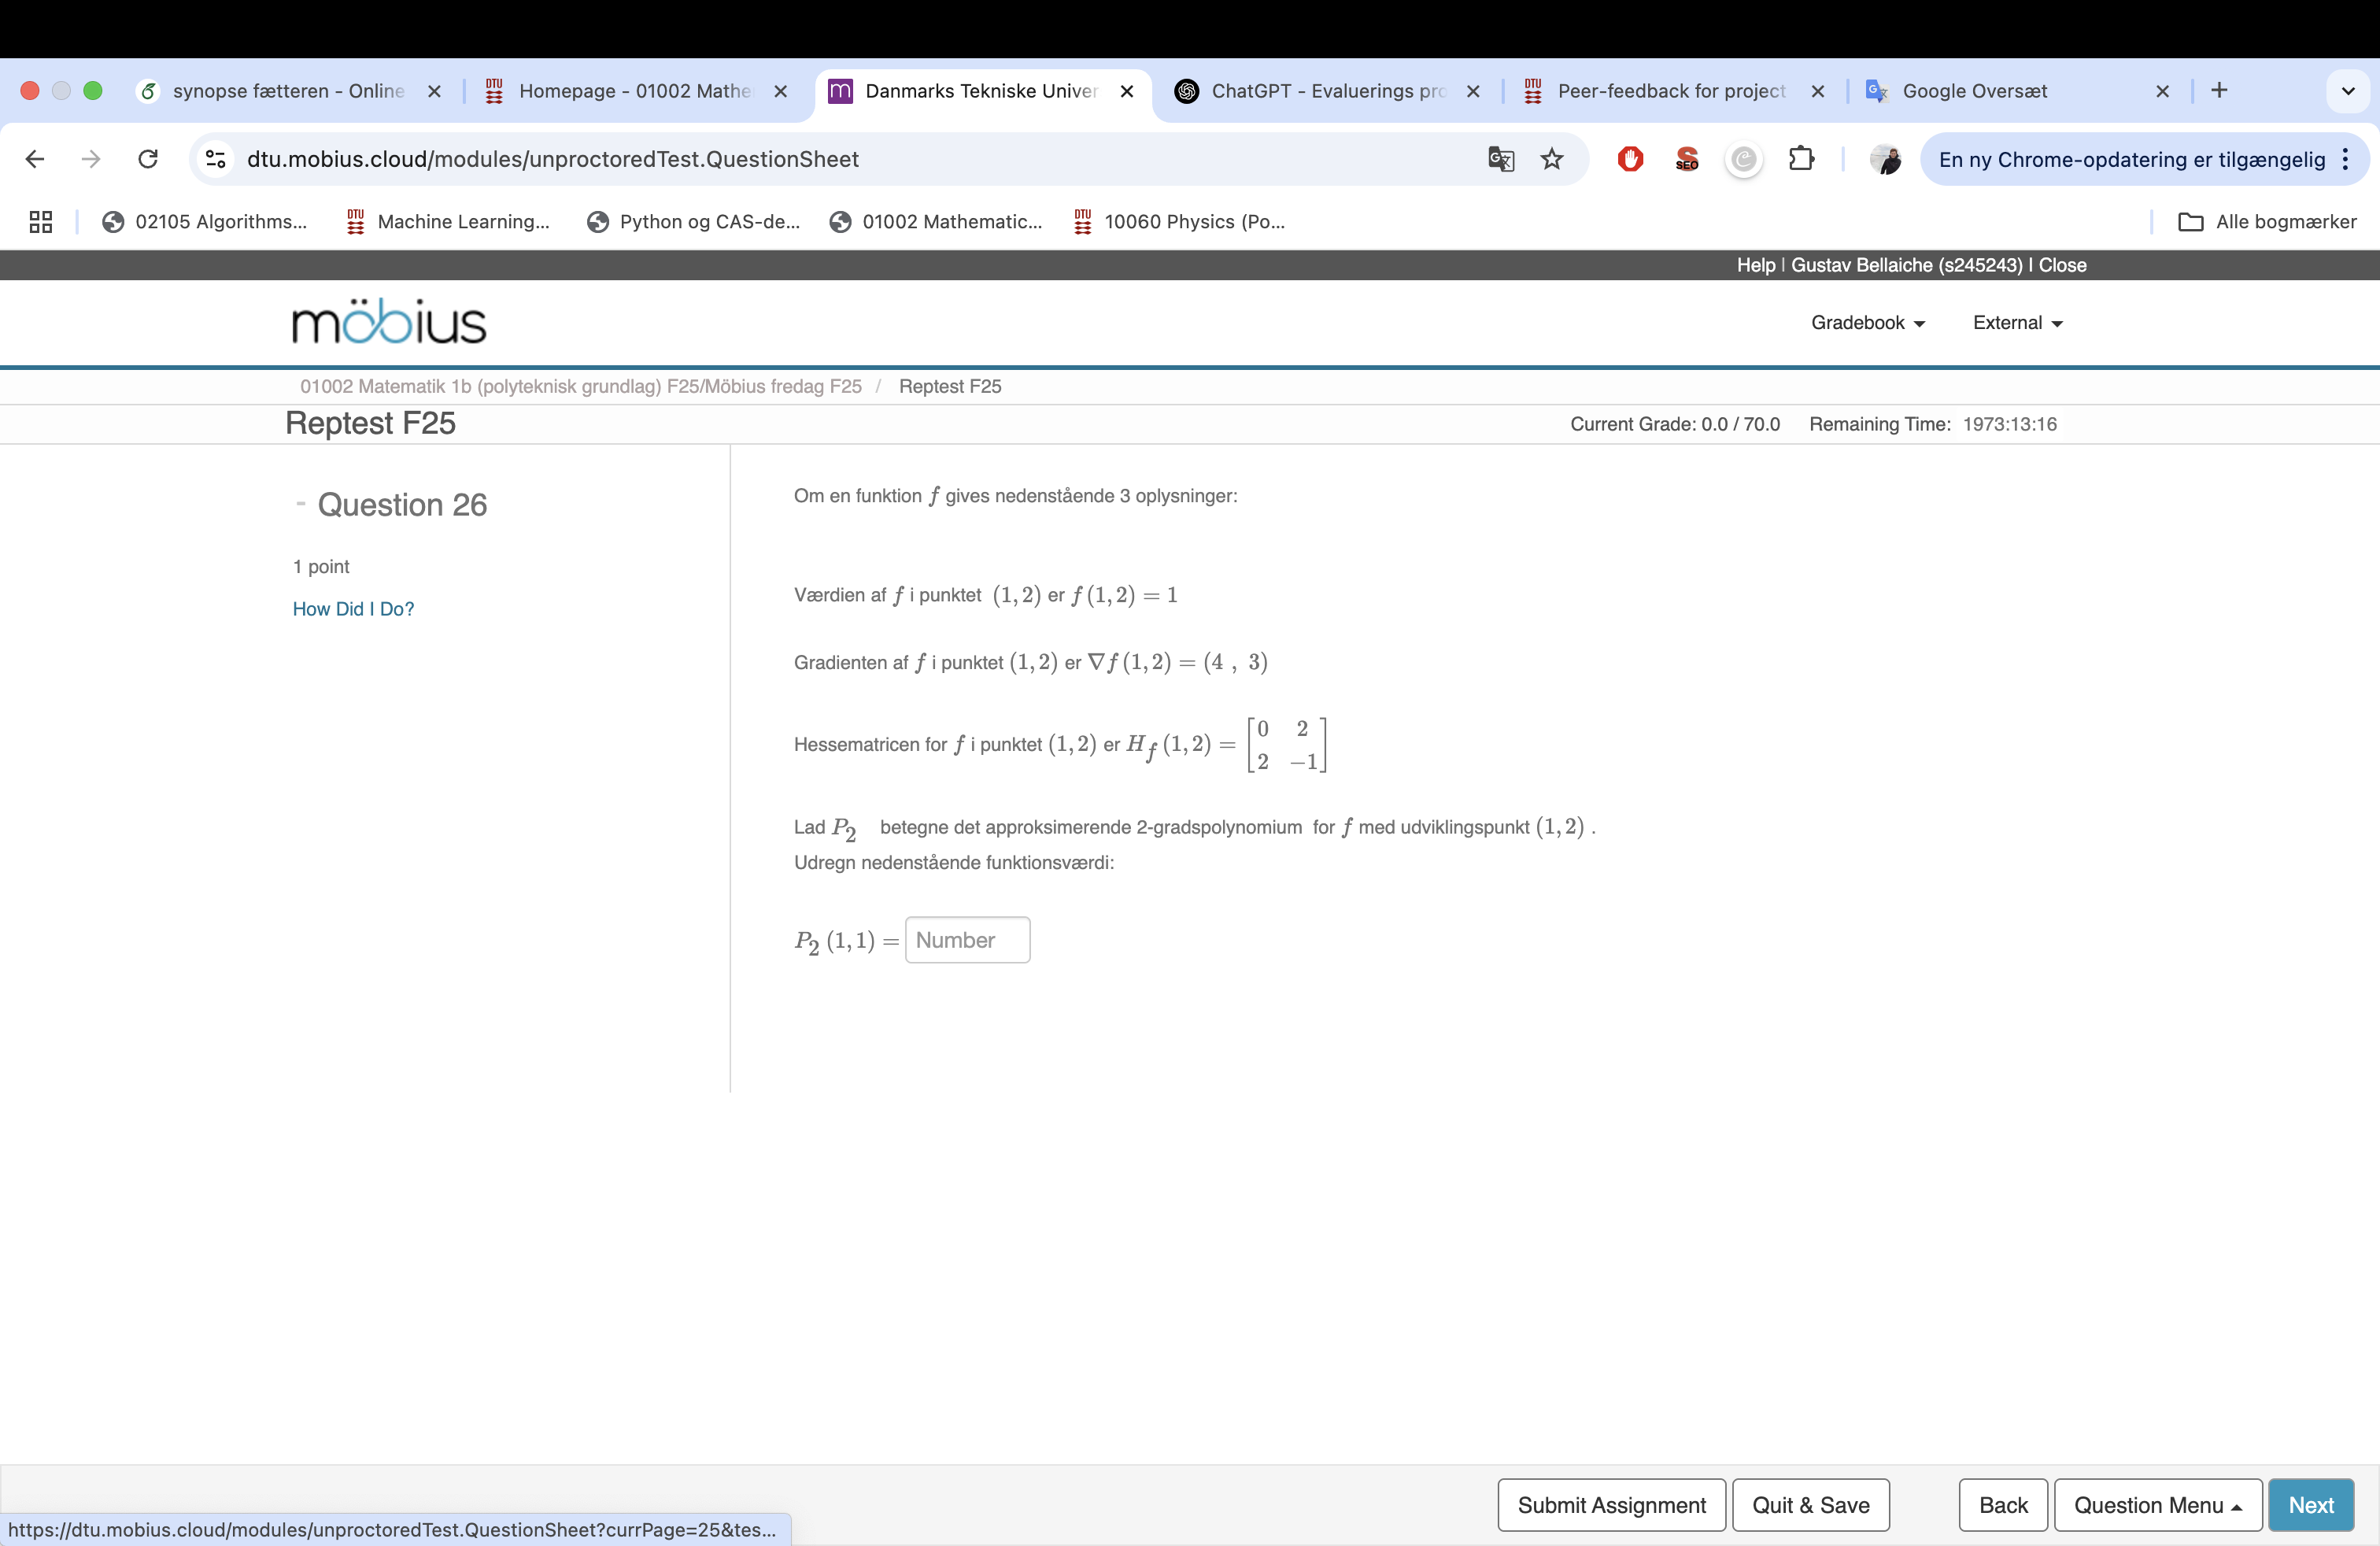 synopse fætteren - Online
Homepage - 01002 Mathe
Danmarks Tekniske Univer
ChatGPT - Evaluerings pro
Peer-feedback for project
Google Oversæt
dtu.mobius.cloud/modules/unproctoredTest.QuestionSheet
SEO
En ny Chrome-opdatering er tilgængelig
02105 Algorithms...
DTU
Machine Learning...
Python og CAS-de...
01002 Mathematic...
DTU
10060 Physics (Po...
Alle bogmærker
Help | Gustav Bellaiche (s245243) | Close
möbius
Gradebook
External
01002 Matematik 1b (polyteknisk grundlag) F25/Möbius fredag F25 / Reptest F25
Reptest F25
Current Grade: 0.0 / 70.0 Remaining Time: 1973:13:16
- Question 26
1 point
How Did I Do?
Om en funktion f gives nedenstående 3 oplysninger:
Værdien af f i punktet (1, 2) er f (1, 2) = 1
Gradienten af f i punktet (1, 2) er ∇f (1, 2) = (4 , 3)
Hessematricen for f i punktet (1, 2) er H_f (1, 2) = [0 2
2 −1]
Lad P₂ betegne det approksimerende 2-gradspolynomium for f med udviklingspunkt (1, 2) .
Udregn nedenstående funktionsværdi:
P₂ (1, 1) = Number
Submit Assignment
Quit & Save
Back
Question Menu
Next
https://dtu.mobius.cloud/modules/unproctoredTest.QuestionSheet?currPage=25&tes...